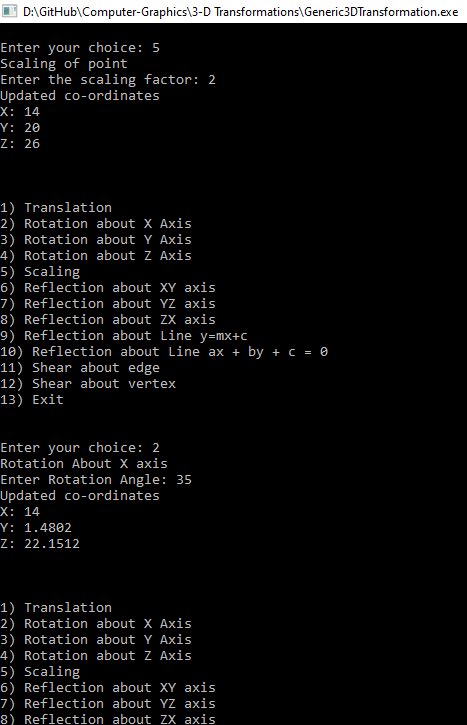 D:\GitHub\Computer-Graphics\3-D Transformations\Generic3DTransformation.exe
Enter your choice: 5
Scaling of point
Enter the scaling factor: 2
Updated co-ordinates
X: 14
Y: 20
Z: 26
1) Translation
2) Rotation about X Axis
3) Rotation about Y Axis
4) Rotation about Z Axis
5) Scaling
6) Reflection about XY axis
7) Reflection about YZ axis
8) Reflection about ZX axis
9) Reflection about Line y=mx+c
10) Reflection about Line ax + by + c = 0
11) Shear about edge
12) Shear about vertex
13) Exit
Enter your choice: 2
Rotation About X axis
Enter Rotation Angle: 35
Updated co-ordinates
X: 14
Y: 1.4802
Z: 22.1512
1) Translation
2) Rotation about X Axis
3) Rotation about Y Axis
4) Rotation about Z Axis
5) Scaling
6) Reflection about XY axis
7) Reflection about YZ axis
8) Reflection about ZX axis